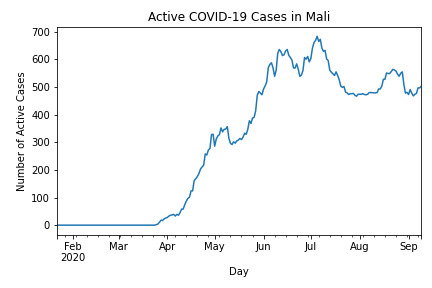 Active COVID-19 Cases in Mali
Number of Active Cases
700
600
500
400
300
200
100
0
Feb Mar Apr May Jun Jul Aug Sep
2020
Day